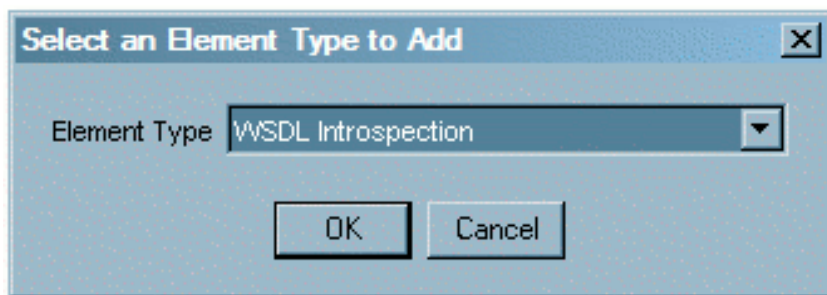 Select an Element Type to Add
Element Type WSDL Introspection
OK Cancel